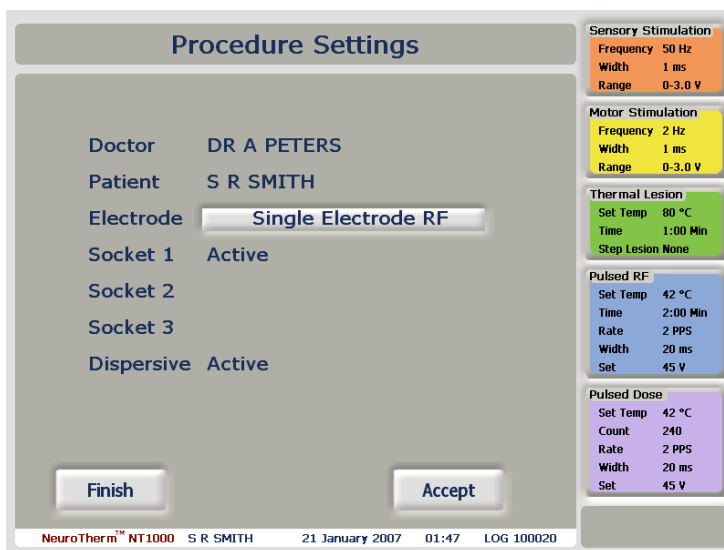 Procedure Settings
Doctor DR A PETERS
Patient S R SMITH
Electrode Single Electrode RF
Socket 1 Active
Socket 2
Socket 3
Dispersive Active
Finish Accept
NeuroTherm™ NT1000 S R SMITH 21 January 2007 01:47 LOG 100020
Sensory Stimulation
Frequency 50 Hz
Width 1 ms
Range 0-3.0 V
Motor Stimulation
Frequency 2 Hz
Width 1 ms
Range 0-3.0 V
Thermal Lesion
Set Temp 80 °C
Time 1:00 Min
Step Lesion None
Pulsed RF
Set Temp 42 °C
Time 2:00 Min
Rate 2 PPS
Width 20 ms
Set 45 V
Pulsed Dose
Set Temp 42 °C
Count 240
Rate 2 PPS
Width 20 ms
Set 45 V